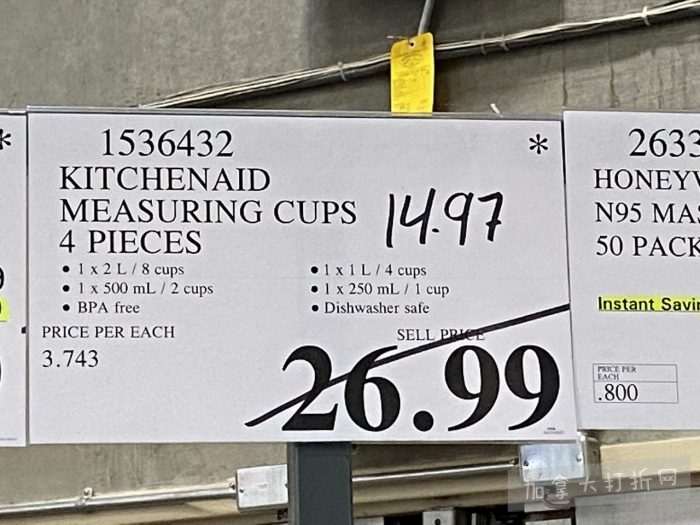 1536432 *
KITCHENAID
MEASURING CUPS
4 PIECES
14.97
• 1 x 2 L / 8 cups
• 1 x 500 mL / 2 cups
• BPA free
• 1 x 1 L / 4 cups
• 1 x 250 mL / 1 cup
• Dishwasher safe
PRICE PER EACH
3.743
SELL PRICE
26.99
*
2633
HONEYW
N95 MAS
50 PACK
Instant Savin
PRICE PER
EACH
.800
加拿大打折网